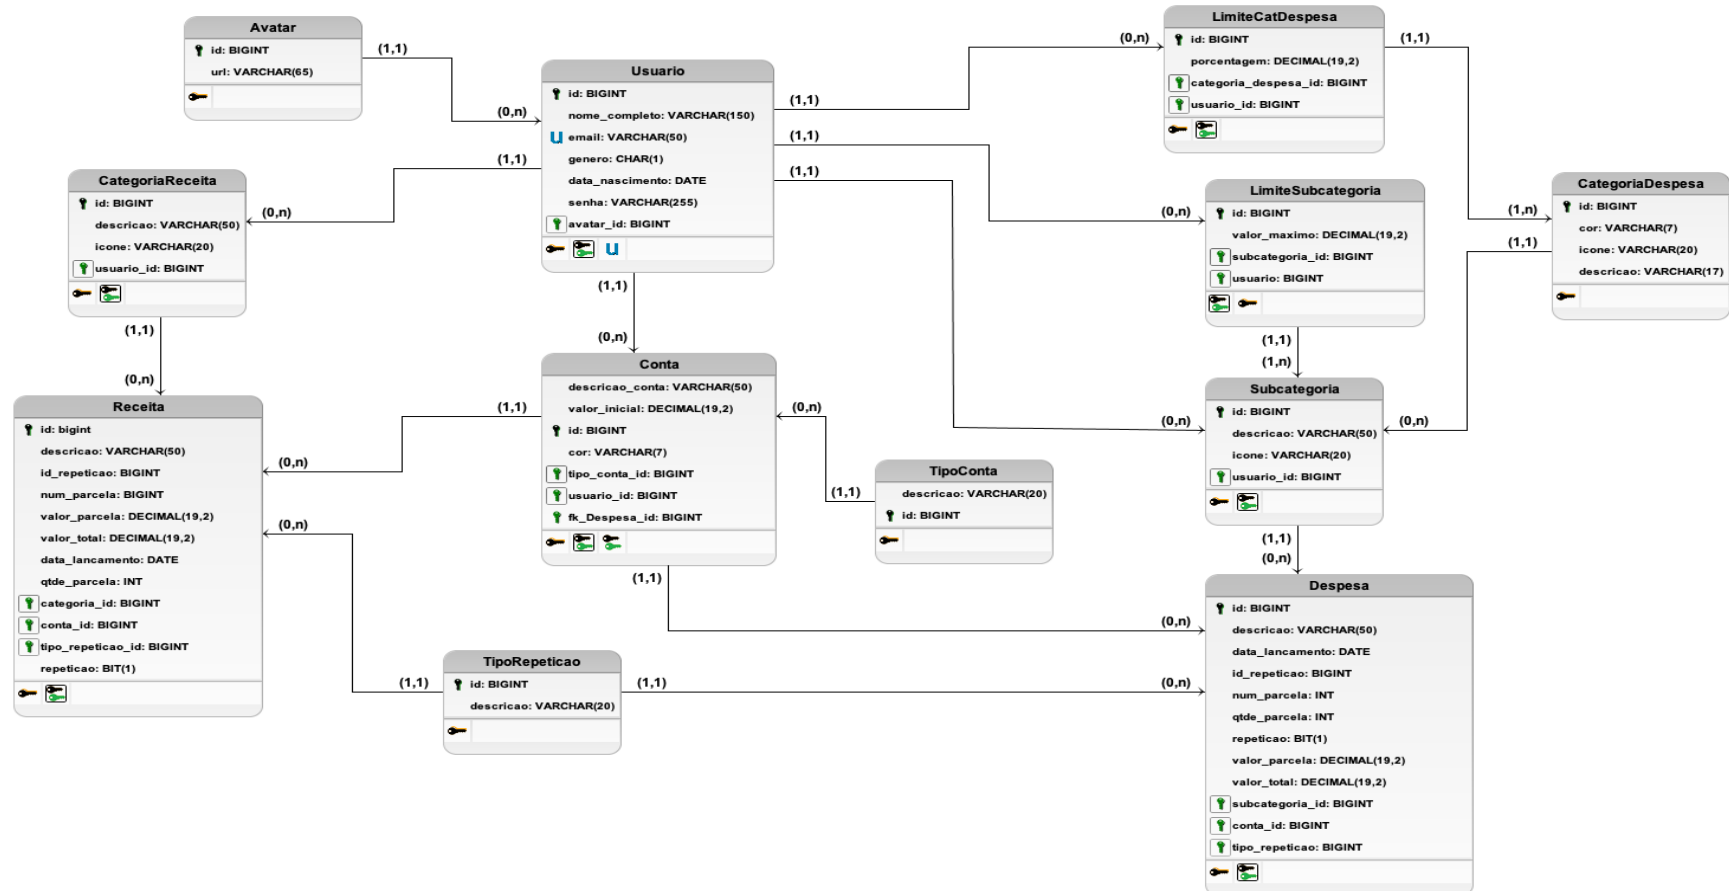 Avatar
id: BIGINT
url: VARCHAR(65)
(1,1)
(0,n)
Usuario
id: BIGINT
nome_completo: VARCHAR(150)
u email: VARCHAR(50)
genero: CHAR(1)
data_nascimento: DATE
senha: VARCHAR(255)
avatar_id: BIGINT
u
(1,1)
(0,n)
CategoriaReceita
id: BIGINT
descricao: VARCHAR(50)
icone: VARCHAR(20)
usuario_id: BIGINT
(1,1)
(0,n)
(1,1)
(0,n)
LimiteCatDespesa
id: BIGINT
porcentagem: DECIMAL(19,2)
categoria_despesa_id: BIGINT
usuario_id: BIGINT
(1,1)
(1,n)
(1,1)
(0,n)
LimiteSubcategoria
id: BIGINT
valor_maximo: DECIMAL(19,2)
subcategoria_id: BIGINT
usuario: BIGINT
(1,1)
(1,n)
CategoriaDespesa
id: BIGINT
cor: VARCHAR(7)
icone: VARCHAR(20)
descricao: VARCHAR(17)
(1,1)
(0,n)
(1,1)
(0,n)
Subcategoria
id: BIGINT
descricao: VARCHAR(50)
icone: VARCHAR(20)
usuario_id: BIGINT
(1,1)
(0,n)
(1,1)
(0,n)
Conta
descricao_conta: VARCHAR(50)
valor_inicial: DECIMAL(19,2)
id: BIGINT
cor: VARCHAR(7)
tipo_conta_id: BIGINT
usuario_id: BIGINT
fk_Despesa_id: BIGINT
(0,n)
(1,1)
TipoConta
descricao: VARCHAR(20)
id: BIGINT
(1,1)
(0,n)
Receita
id: bigint
descricao: VARCHAR(50)
id_repeticao: BIGINT
num_parcela: BIGINT
valor_parcela: DECIMAL(19,2)
valor_total: DECIMAL(19,2)
data_lancamento: DATE
qtde_parcela: INT
categoria_id: BIGINT
conta_id: BIGINT
tipo_repeticao_id: BIGINT
repeticao: BIT(1)
(0,n)
(1,1)
TipoRepeticao
id: BIGINT
descricao: VARCHAR(20)
(1,1)
(0,n)
(1,1)
(0,n)
Despesa
id: BIGINT
descricao: VARCHAR(50)
data_lancamento: DATE
id_repeticao: BIGINT
num_parcela: INT
qtde_parcela: INT
repeticao: BIT(1)
valor_parcela: DECIMAL(19,2)
valor_total: DECIMAL(19,2)
subcategoria_id: BIGINT
conta_id: BIGINT
tipo_repeticao: BIGINT